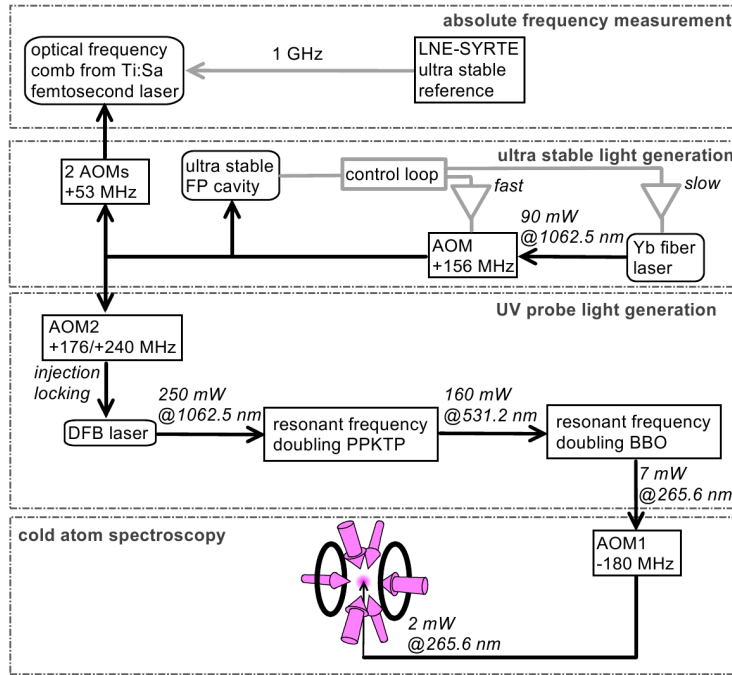 absolute frequency measurement
optical frequency
comb from Ti:Sa
femtosecond laser
1 GHz
LNE-SYRTE
ultra stable
reference
ultra stable light generation
2 AOMs
+53 MHz
ultra stable
FP cavity
control loop
fast
slow
AOM
+156 MHz
90 mW
@1062.5 nm
Yb fiber
laser
UV probe light generation
AOM2
+176/+240 MHz
injection
locking
DFB laser
250 mW
@1062.5 nm
resonant frequency
doubling PPKTP
160 mW
@531.2 nm
resonant frequency
doubling BBO
7 mW
@265.6 nm
cold atom spectroscopy
AOM1
-180 MHz
2 mW
@265.6 nm